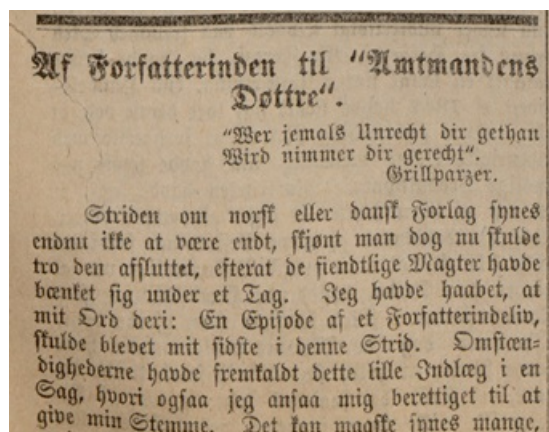 Af Forfatterinden til “Amtmandens
Døttre“.
“Wer jemals Unrecht dir gethan
Wird nimmer dir gerecht“.
Grillparzer.
Striden om norsk eller dansk Forlag synes
endnu ikke at være endt, skjønt man dog nu skulde
tro den afsluttet, efterat de fiendtlige Magter havde
bænket sig under et Tag. Jeg havde haabet, at
mit Ord deri: En Episode af et Forfatterindeliv,
skulde blevet mit sidste i denne Strid. Omstæn-
dighederne havde fremkaldt dette lille Indlæg i en
Sag, hvori ogsaa jeg ansaa mig berettiget til at
give min Stemme. Det kan maaske synes mange,